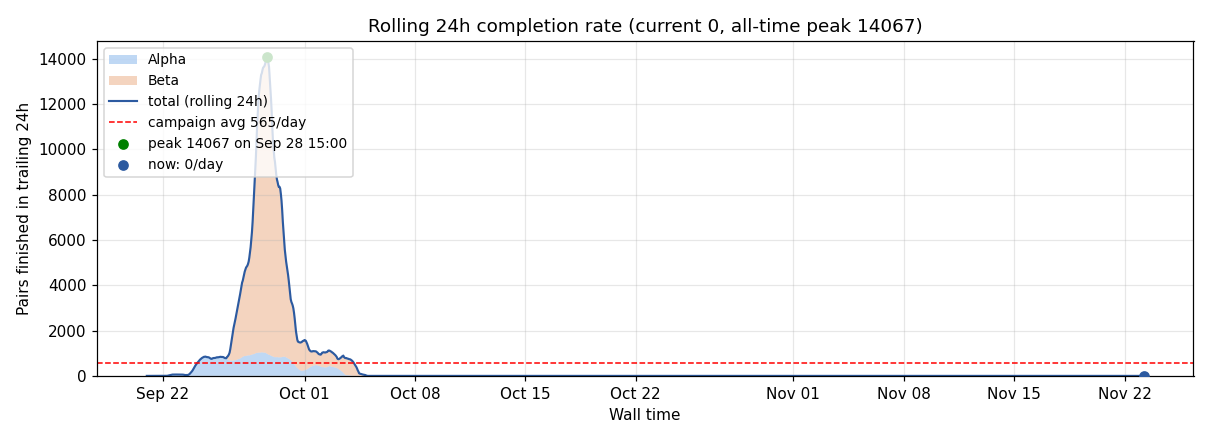 Rolling 24h completion rate (current 0, all-time peak 14067)
Pairs finished in trailing 24h
14000
12000
10000
8000
6000
4000
2000
0
Alpha
Beta
total (rolling 24h)
campaign avg 565/day
peak 14067 on Sep 28 15:00
now: 0/day
Sep 22
Oct 01
Oct 08
Oct 15
Oct 22
Nov 01
Nov 08
Nov 15
Nov 22
Wall time